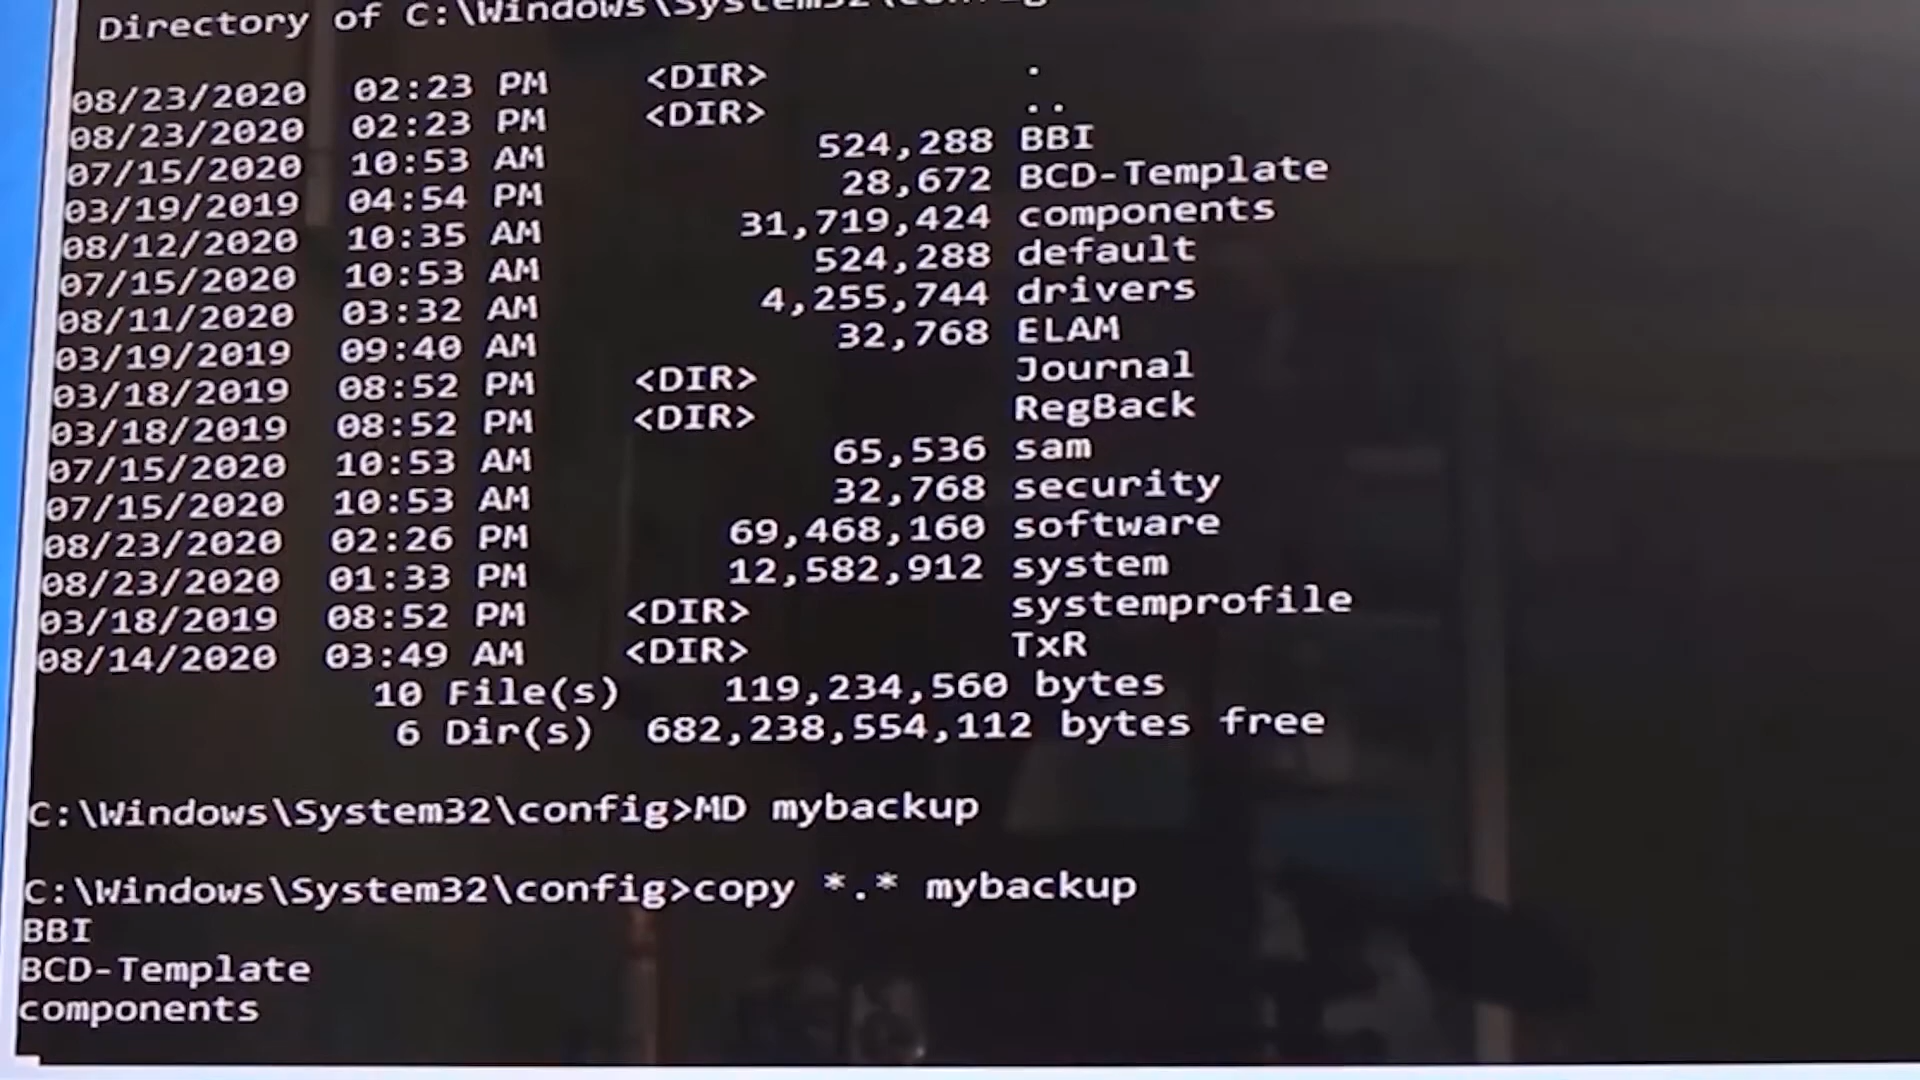 Directory of C:\Windows\System32\config
08/23/2020 02:23 PM <DIR> .
08/23/2020 02:23 PM <DIR> ..
07/15/2020 10:53 AM 524,288 BBI
03/19/2019 04:54 PM 28,672 BCD-Template
08/12/2020 10:35 AM 31,719,424 components
07/15/2020 10:53 AM 524,288 default
08/11/2020 03:32 AM 4,255,744 drivers
03/19/2019 09:40 AM 32,768 ELAM
03/18/2019 08:52 PM <DIR> Journal
03/18/2019 08:52 PM <DIR> RegBack
07/15/2020 10:53 AM 65,536 sam
07/15/2020 10:53 AM 32,768 security
08/23/2020 02:26 PM 69,468,160 software
08/23/2020 01:33 PM 12,582,912 system
03/18/2019 08:52 PM <DIR> systemprofile
08/14/2020 03:49 AM <DIR> TxR
10 File(s) 119,234,560 bytes
6 Dir(s) 682,238,554,112 bytes free
C:\Windows\System32\config>MD mybackup
C:\Windows\System32\config>copy *.* mybackup
BBI
BCD-Template
components